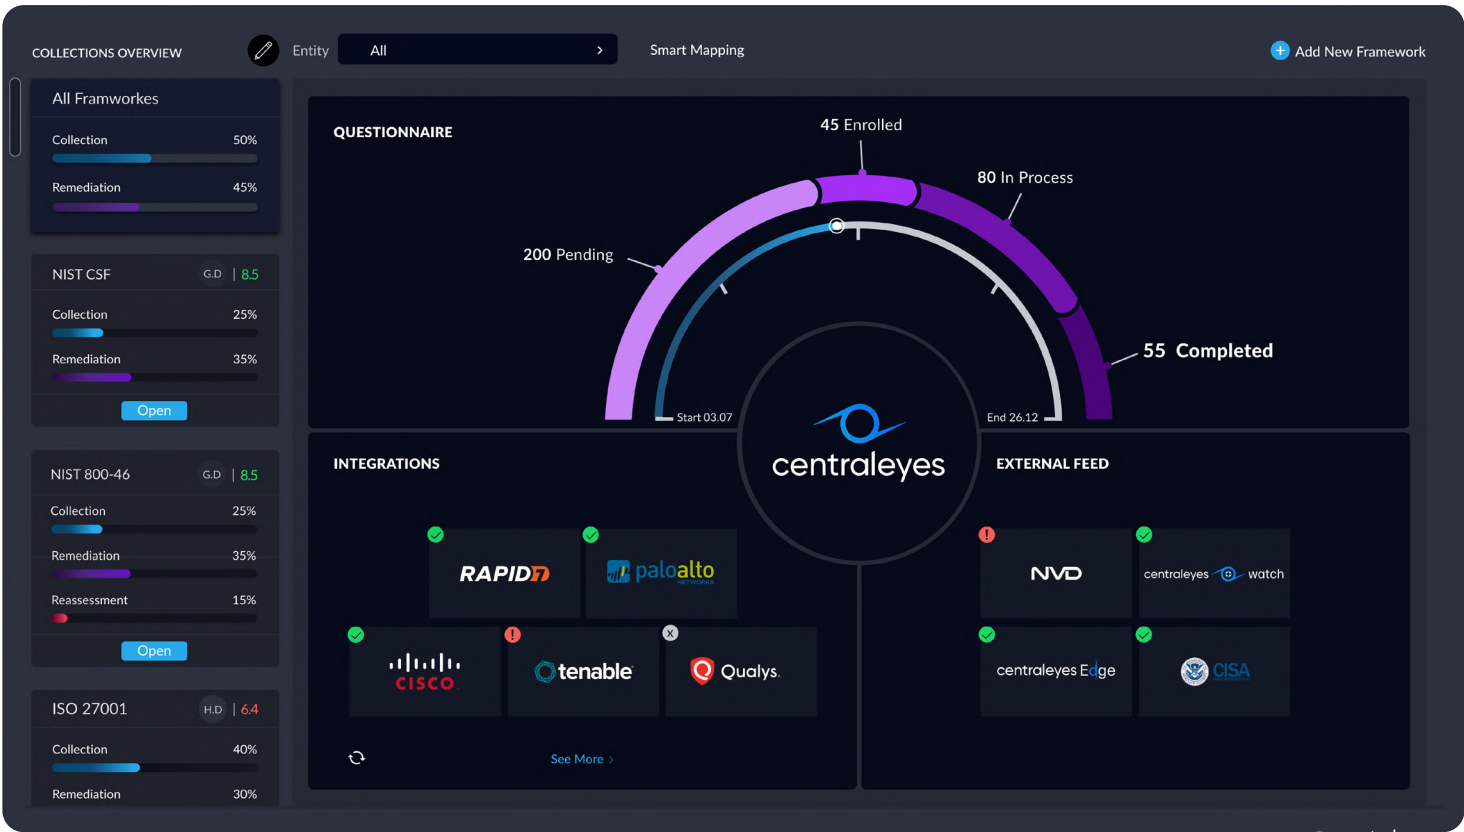 COLLECTIONS OVERVIEW
Entity
All
Smart Mapping
Add New Framework
All Framworkes
Collection 50%
Remediation 45%
NIST CSF G.D | 8.5
Collection 25%
Remediation 35%
Open
NIST 800-46 G.D | 8.5
Collection 25%
Remediation 35%
Reassessment 15%
Open
ISO 27001 H.D | 6.4
Collection 40%
Remediation 30%
QUESTIONNAIRE
45 Enrolled
80 In Process
200 Pending
55 Completed
Start 03.07
End 26.12
centraleyes
INTEGRATIONS
RAPID7
paloalto
NETWORKS
CISCO
tenable
Qualys.
See More >
EXTERNAL FEED
NVD
centraleyes watch
centraleyes Edge
CISA